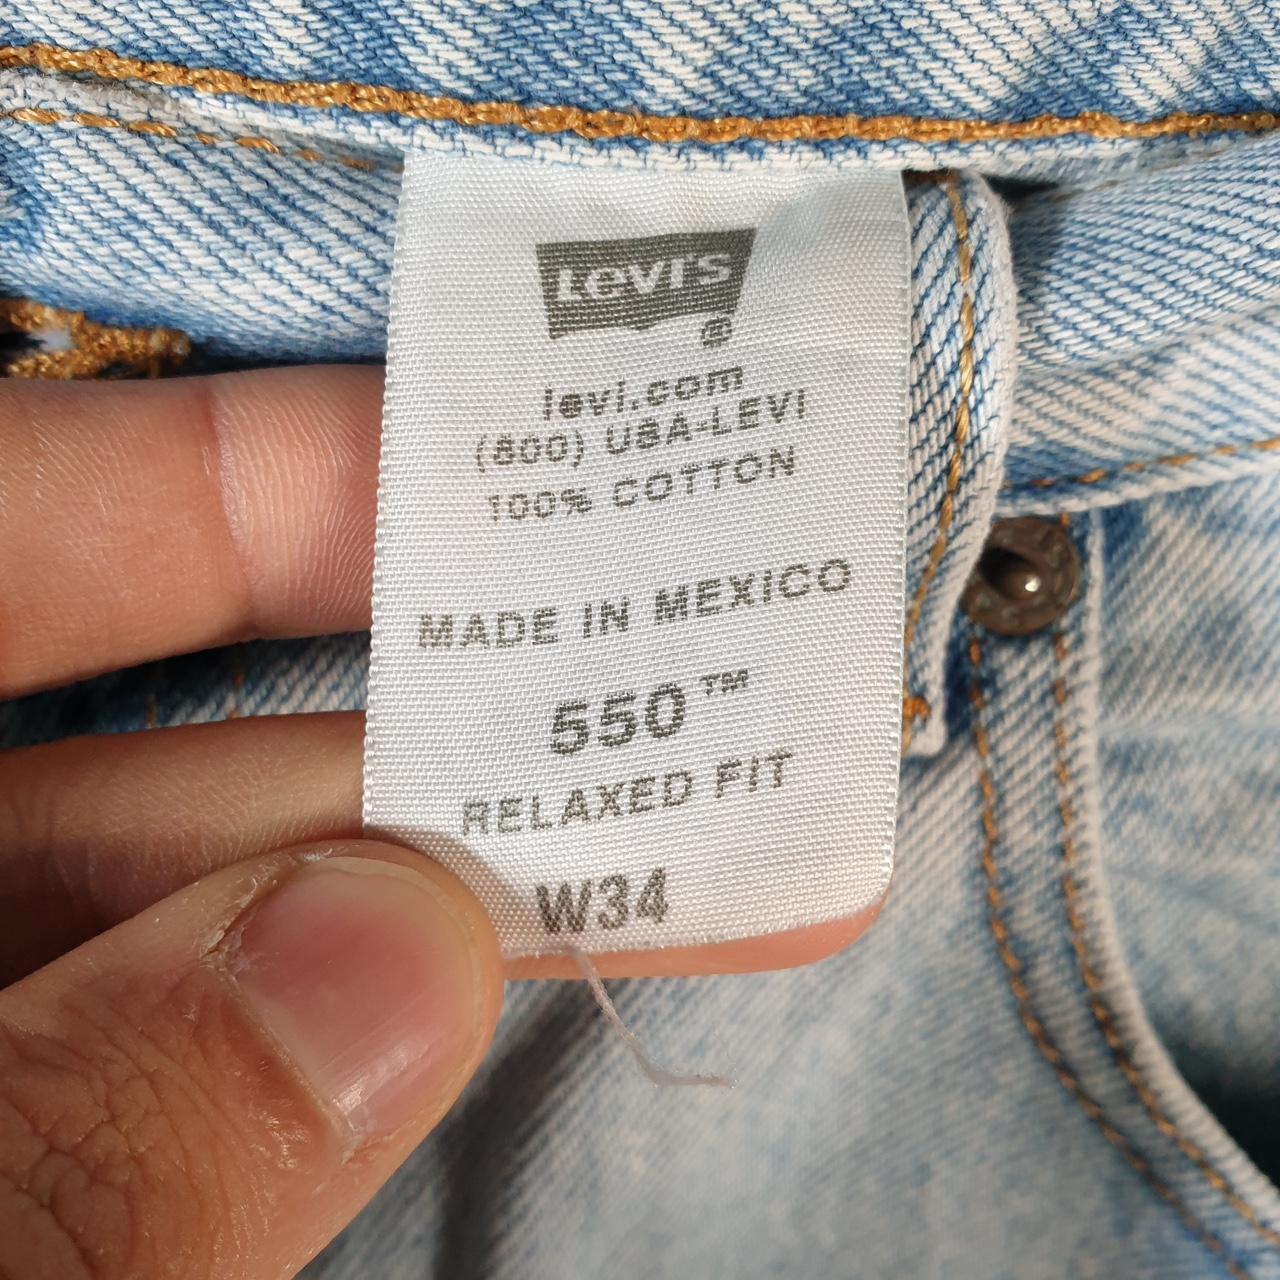 Levi's
®
levi.com
(800) USA-LEVI
100% COTTON
MADE IN MEXICO
550™
RELAXED FIT
W34